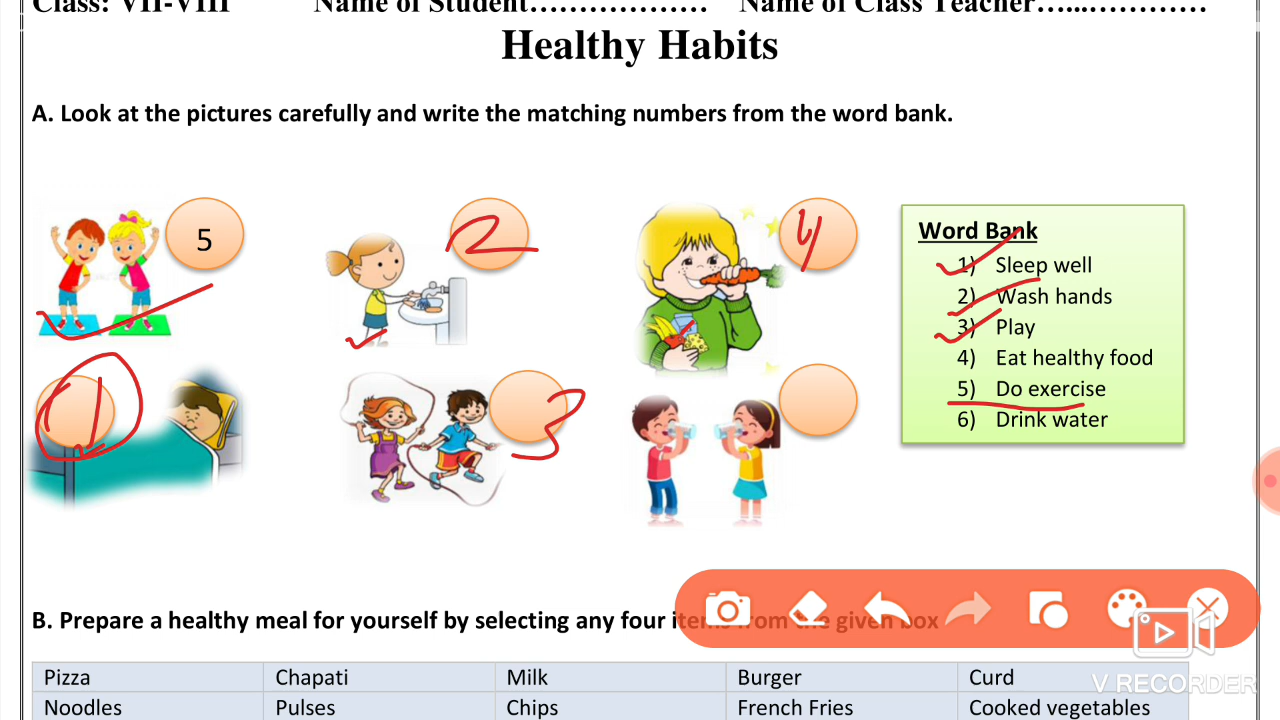 Class: VII-VIII Name of Student.................. Name of Class Teacher…...…………
Healthy Habits
A. Look at the pictures carefully and write the matching numbers from the word bank.
5
2
4
Word Bank
1) Sleep well
2) Wash hands
3) Play
4) Eat healthy food
5) Do exercise
6) Drink water
1
3
B. Prepare a healthy meal for yourself by selecting any four items from the given box
Pizza Chapati Milk Burger Curd
Noodles Pulses Chips French Fries Cooked vegetables
V RECORDER